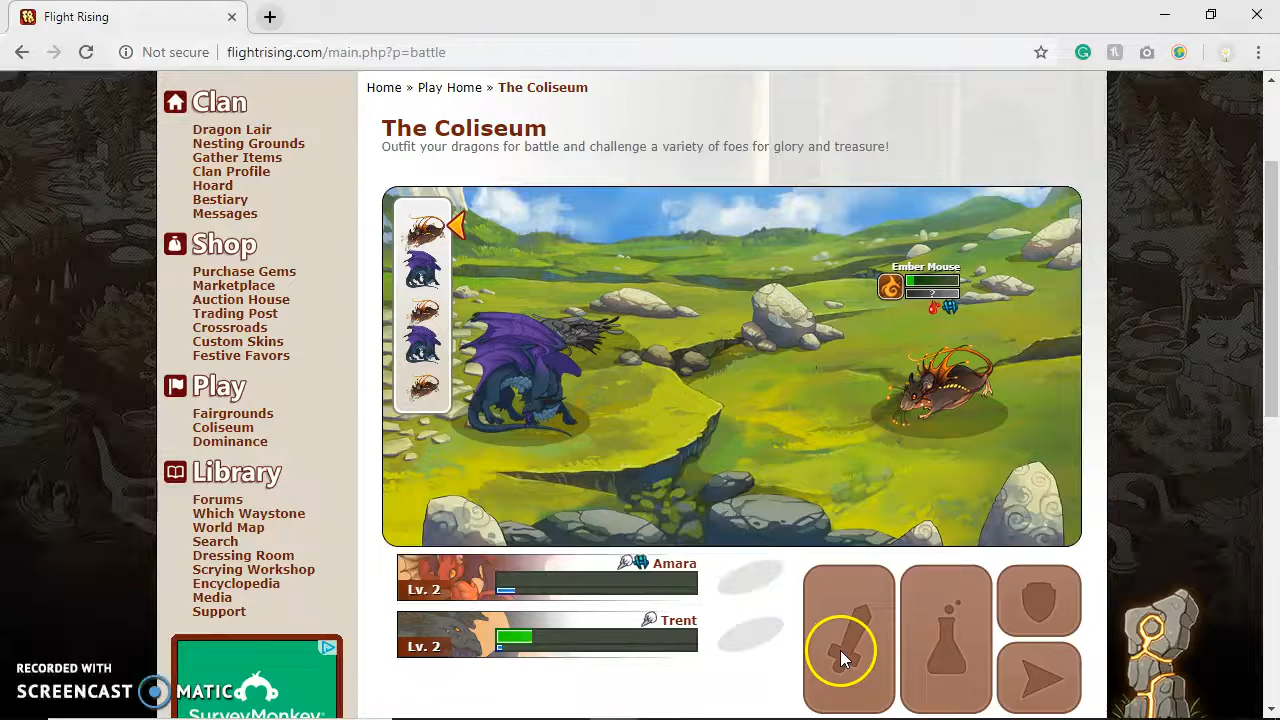 Flight Rising
Not secure
flightrising.com/main.php?p=battle
Clan
Dragon Lair
Nesting Grounds
Gather Items
Clan Profile
Hoard
Bestiary
Messages
Shop
Purchase Gems
Marketplace
Auction House
Trading Post
Crossroads
Custom Skins
Festive Favors
Play
Fairgrounds
Coliseum
Dominance
Library
Forums
Which Waystone
World Map
Search
Dressing Room
Scrying Workshop
Encyclopedia
Media
Support
SurveyMonkey
Home » Play Home » The Coliseum
The Coliseum
Outfit your dragons for battle and challenge a variety of foes for glory and treasure!
Ember Mouse
?
Amara
Lv. 2
Trent
Lv. 2
RECORDED WITH
SCREENCAST MATIC